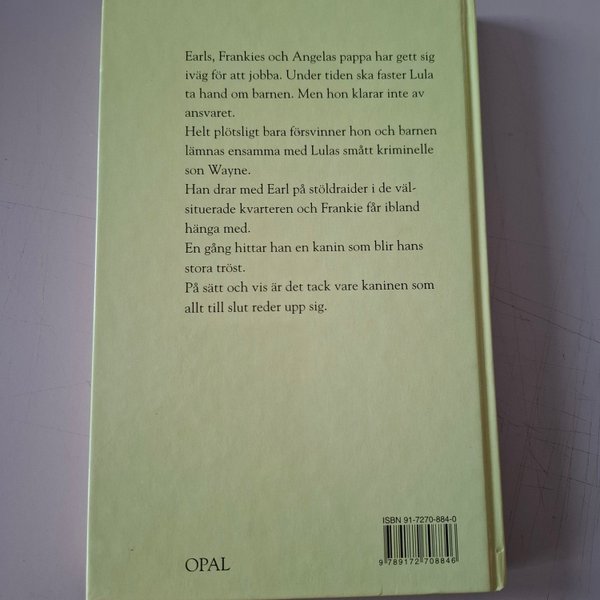 Earls, Frankies och Angelas pappa har gett sig
iväg för att jobba. Under tiden ska faster Lula
ta hand om barnen. Men hon klarar inte av
ansvaret.
Helt plötsligt bara försvinner hon och barnen
lämnas ensamma med Lulas smått kriminelle
son Wayne.
Han drar med Earl på stöldraider i de väl-
situerade kvarteren och Frankie får ibland
hänga med.
En gång hittar han en kanin som blir hans
stora tröst.
På sätt och vis är det tack vare kaninen som
allt till slut reder upp sig.
ISBN 91-7270-884-0
9 789172 708846
OPAL